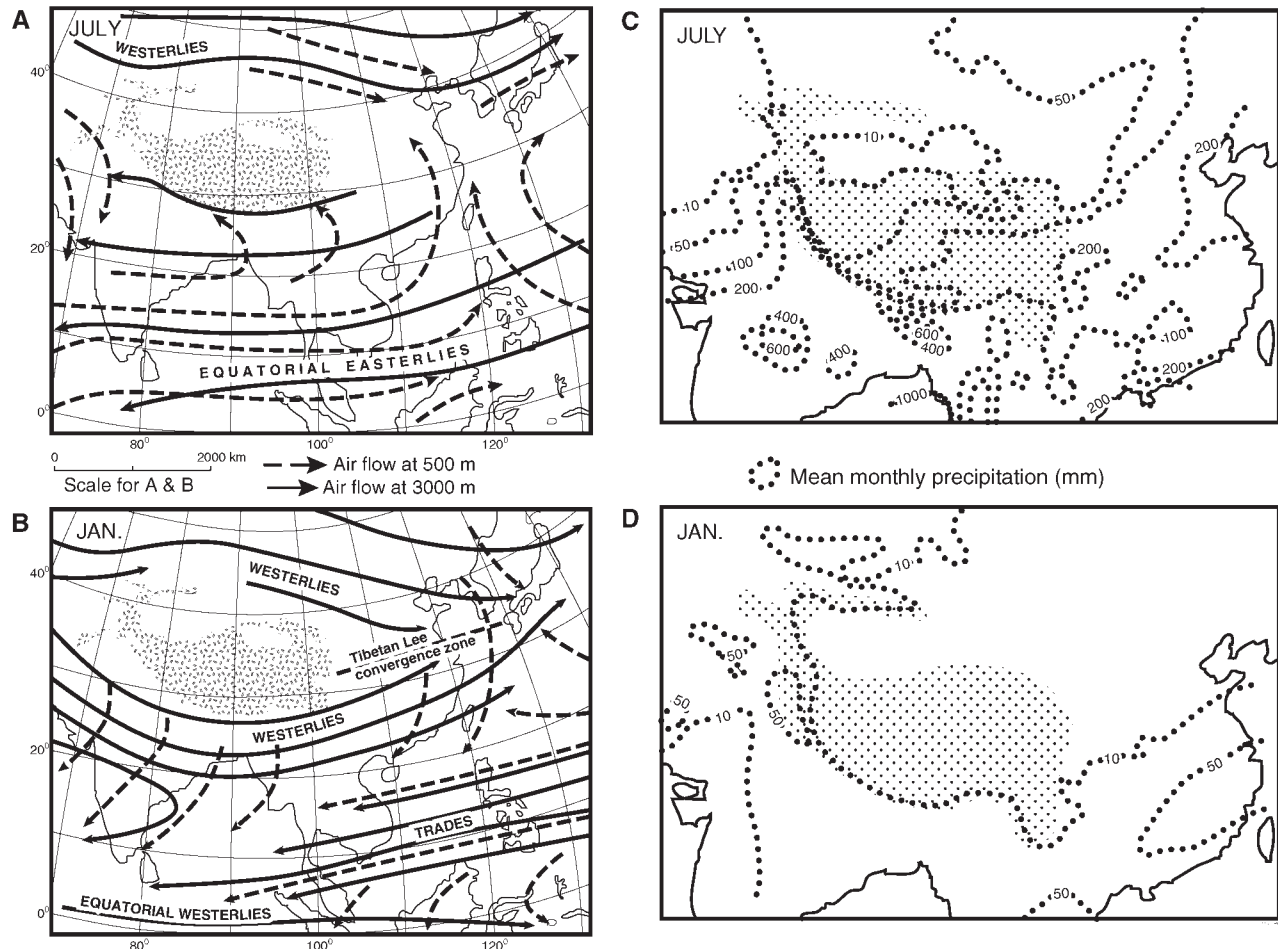 A
JULY
WESTERLIES
40°
20°
EQUATORIAL EASTERLIES
0°
80°
100°
120°
0
2000 km
Scale for A & B
Air flow at 500 m
Air flow at 3000 m
B
JAN.
WESTERLIES
40°
Tibetan Lee
convergence zone
WESTERLIES
20°
TRADES
EQUATORIAL WESTERLIES
0°
80°
100°
120°
C
JULY
50
10
200
10
50
100
200
200
400
600
400
600
400
100
200
1000
200
Mean monthly precipitation (mm)
D
JAN.
10
50
50
10
50
10
50
50